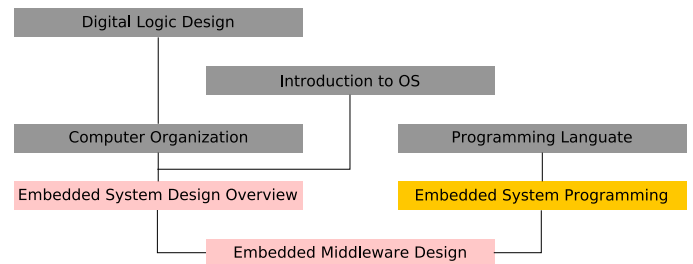 Digital Logic Design
Introduction to OS
Computer Organization
Programming Languate
Embedded System Design Overview
Embedded System Programming
Embedded Middleware Design